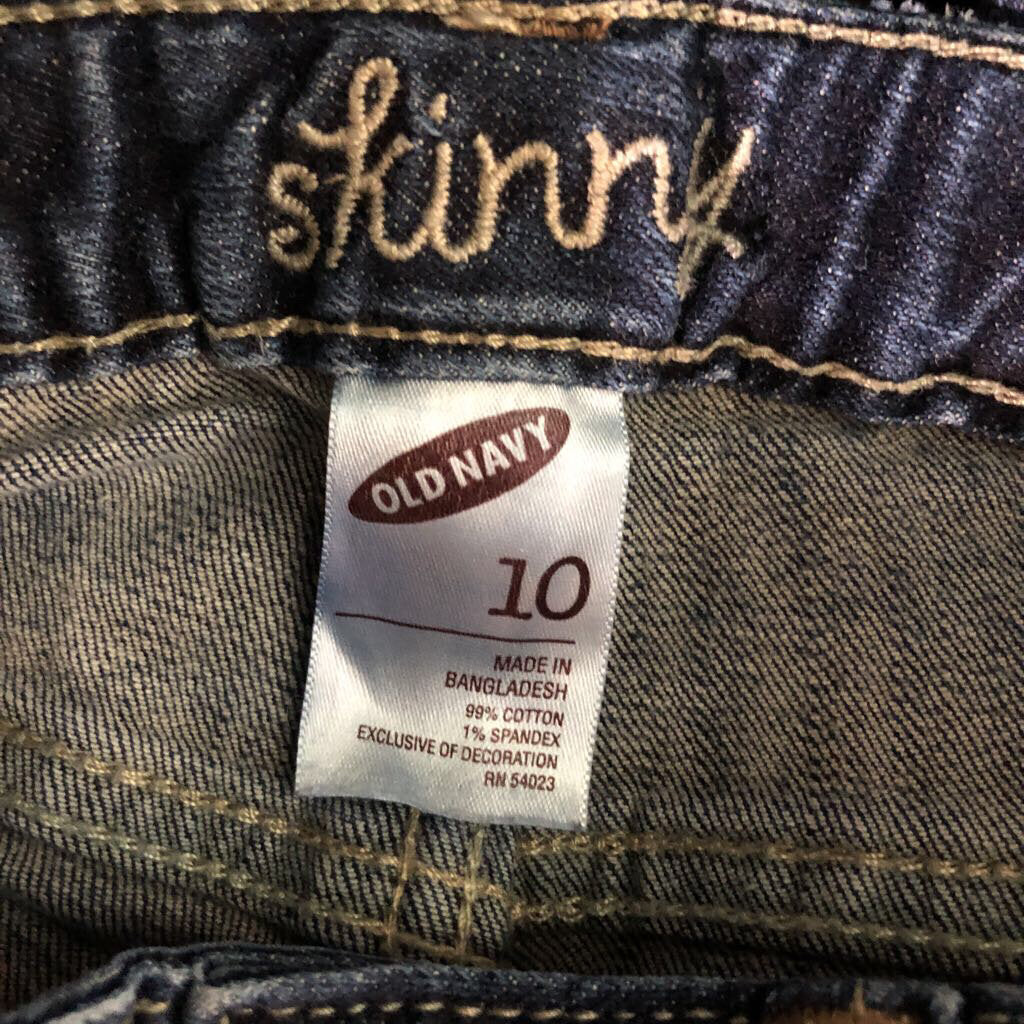 skinny
OLD NAVY
10
MADE IN
BANGLADESH
99% COTTON
1% SPANDEX
EXCLUSIVE OF DECORATION
RN 54023